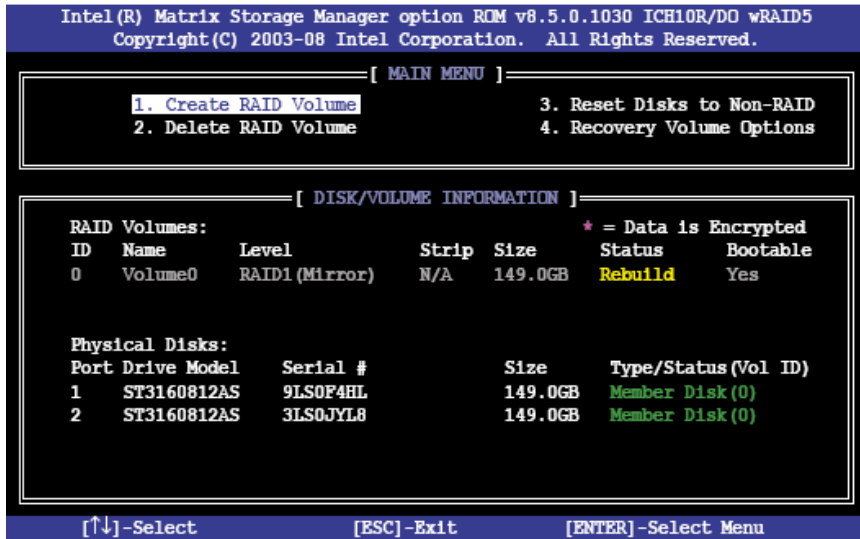 Intel(R) Matrix Storage Manager option ROM v8.5.0.1030 ICH10R/DO wRAID5
Copyright(C) 2003-08 Intel Corporation. All Rights Reserved.
[ MAIN MENU ]
1. Create RAID Volume 3. Reset Disks to Non-RAID
2. Delete RAID Volume 4. Recovery Volume Options
[ DISK/VOLUME INFORMATION ]
RAID Volumes: * = Data is Encrypted
ID Name Level Strip Size Status Bootable
0 Volume0 RAID1(Mirror) N/A 149.0GB Rebuild Yes
Physical Disks:
Port Drive Model Serial # Size Type/Status(Vol ID)
1 ST3160812AS 9LS0F4HL 149.0GB Member Disk(0)
2 ST3160812AS 3LS0JYL8 149.0GB Member Disk(0)
[↑↓]-Select [ESC]-Exit [ENTER]-Select Menu